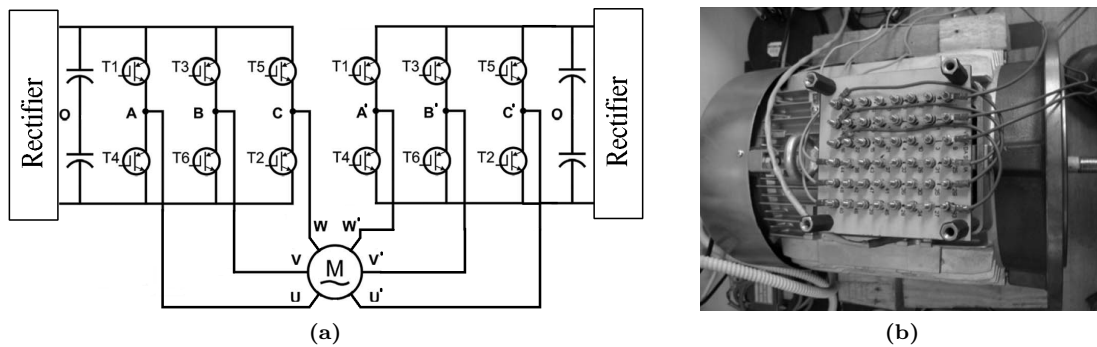 Rectifier
T1
T3
T5
T1
T3
T5
Rectifier
O
A
B
C
A'
B'
C'
O
T4
T6
T2
T4
T6
T2
W
W'
V
M
V'
U
U'
(a)
(b)